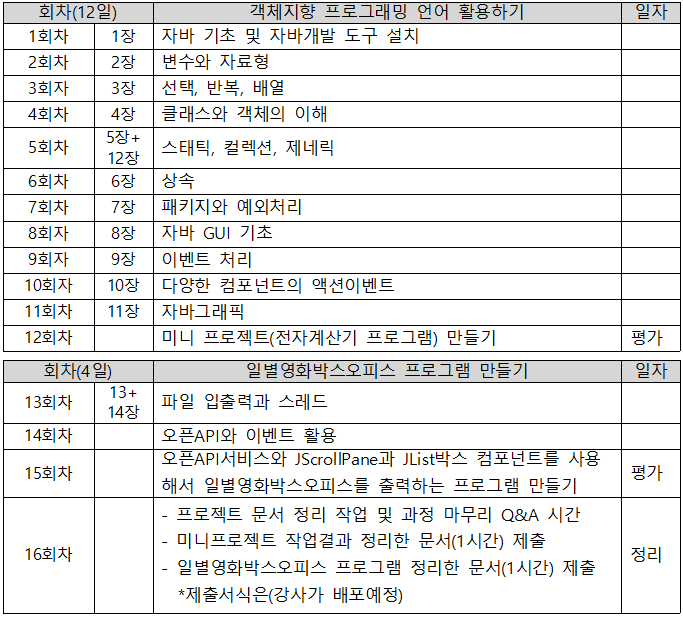 회차(12일) 객체지향 프로그래밍 언어 활용하기 일자
1회차 1장 자바 기초 및 자바개발 도구 설치
2회차 2장 변수와 자료형
3회자 3장 선택, 반복, 배열
4회차 4장 클래스와 객체의 이해
5회차 5장+ 12장 스태틱, 컬렉션, 제네릭
6회차 6장 상속
7회차 7장 패키지와 예외처리
8회자 8장 자바 GUI 기초
9회자 9장 이벤트 처리
10회자 10장 다양한 컴포넌트의 액션이벤트
11회차 11장 자바그래픽
12회차 미니 프로젝트(전자계산기 프로그램) 만들기 평가
회차(4일) 일별영화박스오피스 프로그램 만들기 일자
13회차 13+ 14장 파일 입출력과 스레드
14회차 오픈API와 이벤트 활용
15회차 오픈API서비스와 JScrollPane과 JList박스 컴포넌트를 사용
해서 일별영화박스오피스를 출력하는 프로그램 만들기 평가
16회차 - 프로젝트 문서 정리 작업 및 과정 마무리 Q&A 시간
- 미니프로젝트 작업결과 정리한 문서(1시간) 제출
- 일별영화박스오피스 프로그램 정리한 문서(1시간) 제출
*제출서식은(강사가 배포예정) 정리